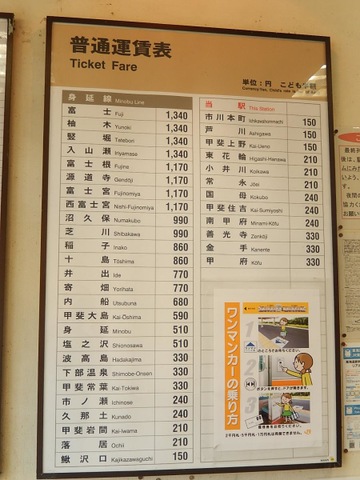 普通運賃表
Ticket Fare
単位：円 こども半額
身延線 Minobu Line
富士 Fuji 1,340
柚木 Yunoki 1,340
竪堀 Tatebori 1,340
入山瀬 Iriyamase 1,340
富士根 Fujine 1,170
源道寺 Gendōji 1,170
富士宮 Fujinomiya 1,170
西富士宮 Nishi-Fujinomiya 1,170
沼久保 Numakubo 990
芝川 Shibakawa 990
稲子 Inako 860
十島 Tōshima 860
井出 Ide 770
寄畑 Yorihata 770
内船 Utsubuna 680
甲斐大島 Kai-Ōshima 590
身延 Minobu 510
塩之沢 Shionosawa 510
波高島 Hadakajima 330
下部温泉 Shimobe-Onsen 330
甲斐常葉 Kai-Tokiwa 330
市ノ瀬 Ichinose 240
久那土 Kunado 240
甲斐岩間 Kai-Iwama 210
落居 Ochii 210
鰍沢口 Kajikazawaguchi 150
当駅 This Station
市川本町 Ichikawahommachi 150
芦川 Ashigawa 150
甲斐上野 Kai-Ueno 150
東花輪 Higashi-Hanawa 210
小井川 Koikawa 210
常永 Jōei 210
国母 Kokubo 240
甲斐住吉 Kai-Sumiyoshi 240
南甲府 Minami-Kōfu 240
善光寺 Zenkōji 330
金手 Kanente 330
甲府 Kōfu 330
ワンマンカーの乗り方
1
2
3